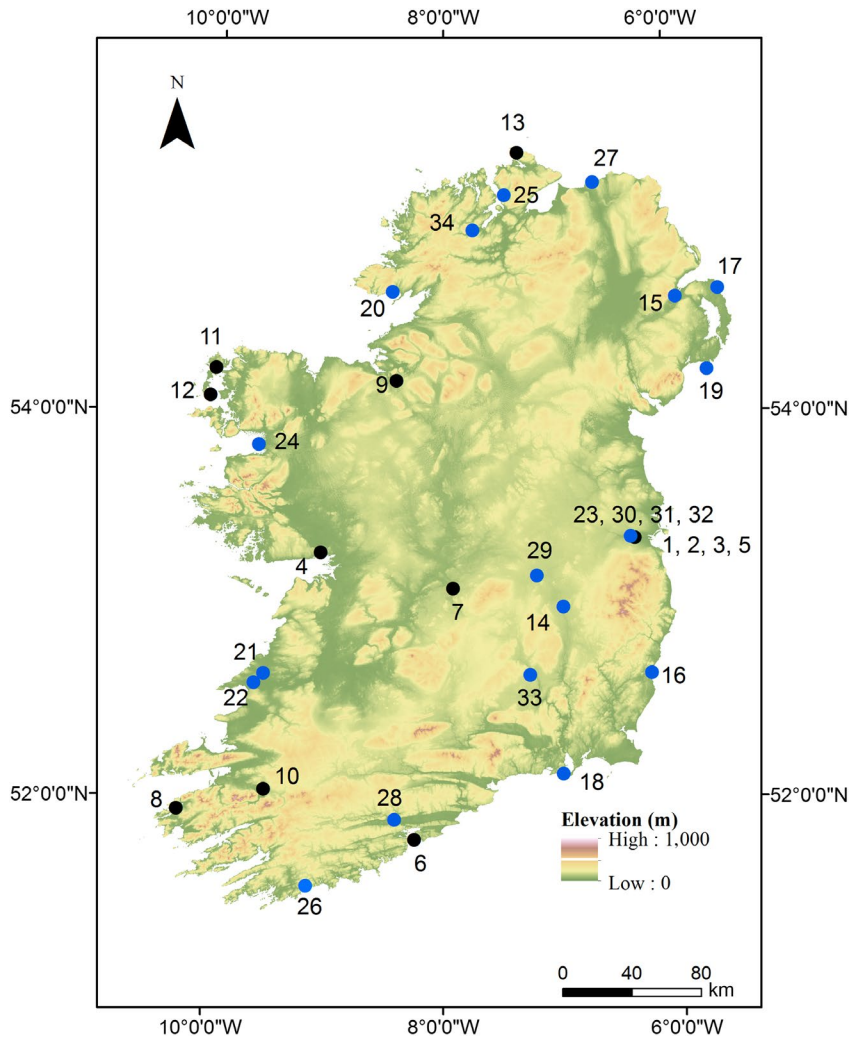 10°0'0"W 8°0'0"W 6°0'0"W
N
13
27
25
34
17
15
20
11
19
12
9
54°0'0"N 54°0'0"N
24
23, 30, 31, 32
1, 2, 3, 5
29
4
7
14
21
16
22
33
10
18
52°0'0"N 52°0'0"N
8
28
Elevation (m)
High : 1,000
6
Low : 0
26
0 40 80
km
10°0'0"W 8°0'0"W 6°0'0"W